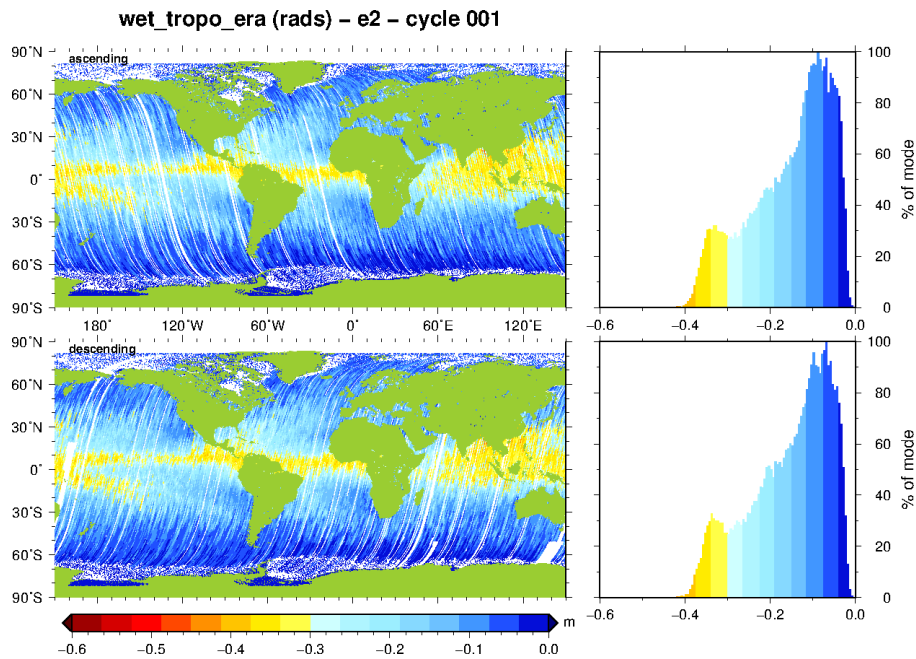 wet_tropo_era (rads) − e2 − cycle 001
ascending
90˚N
60˚N
30˚N
0˚
30˚S
60˚S
90˚S
180˚ 120˚W 60˚W 0˚ 60˚E 120˚E
100
80
60
40
20
0
% of mode
−0.6 −0.4 −0.2 0.0
descending
90˚N
60˚N
30˚N
0˚
30˚S
60˚S
90˚S
100
80
60
40
20
0
% of mode
−0.6 −0.4 −0.2 0.0
−0.6 −0.5 −0.4 −0.3 −0.2 −0.1 0.0
m